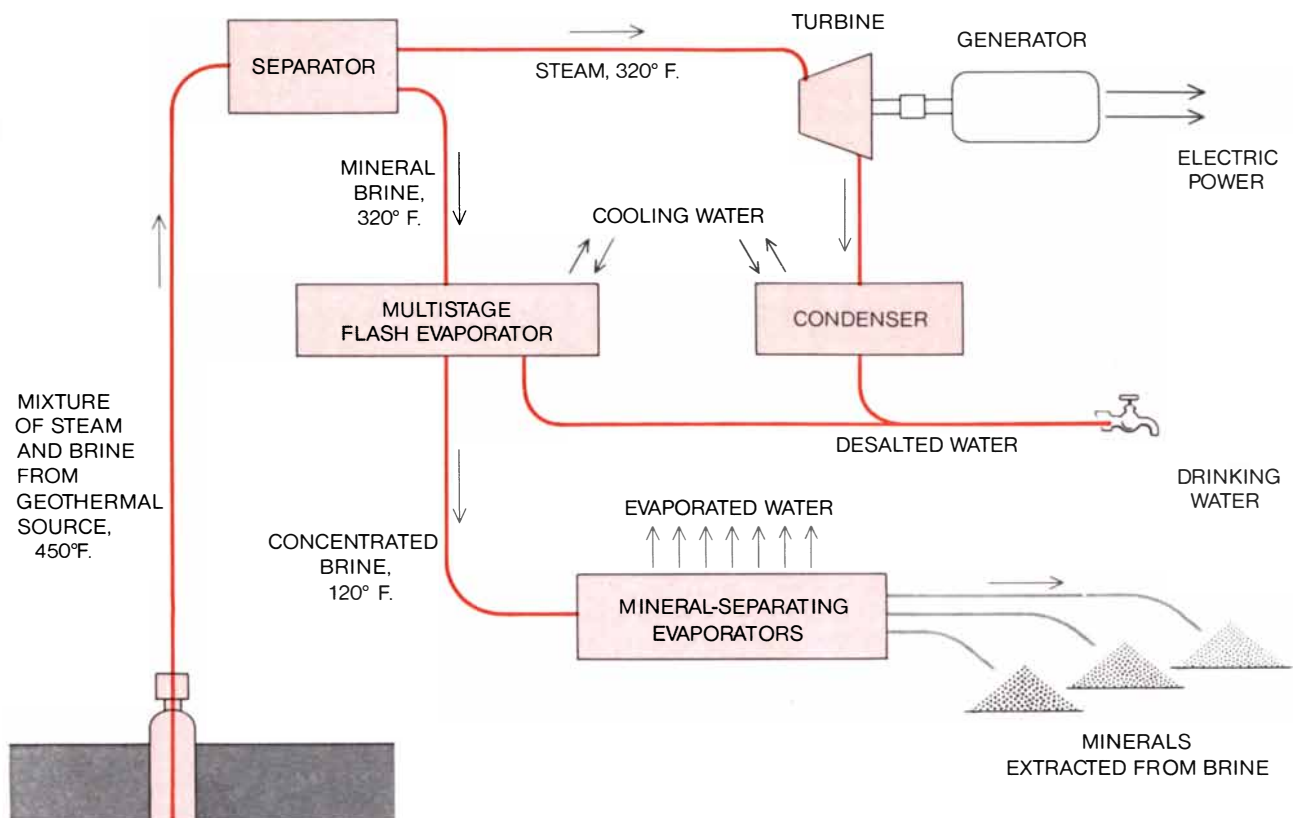 TURBINE
GENERATOR
SEPARATOR
STEAM, 320° F.
ELECTRIC
POWER
MINERAL
BRINE,
320° F.
COOLING WATER
MULTISTAGE
FLASH EVAPORATOR
CONDENSER
MIXTURE
OF STEAM
AND BRINE
FROM
GEOTHERMAL
SOURCE,
450°F.
DESALTED WATER
DRINKING
WATER
EVAPORATED WATER
CONCENTRATED
BRINE,
120° F.
MINERAL-SEPARATING
EVAPORATORS
MINERALS
EXTRACTED FROM BRINE